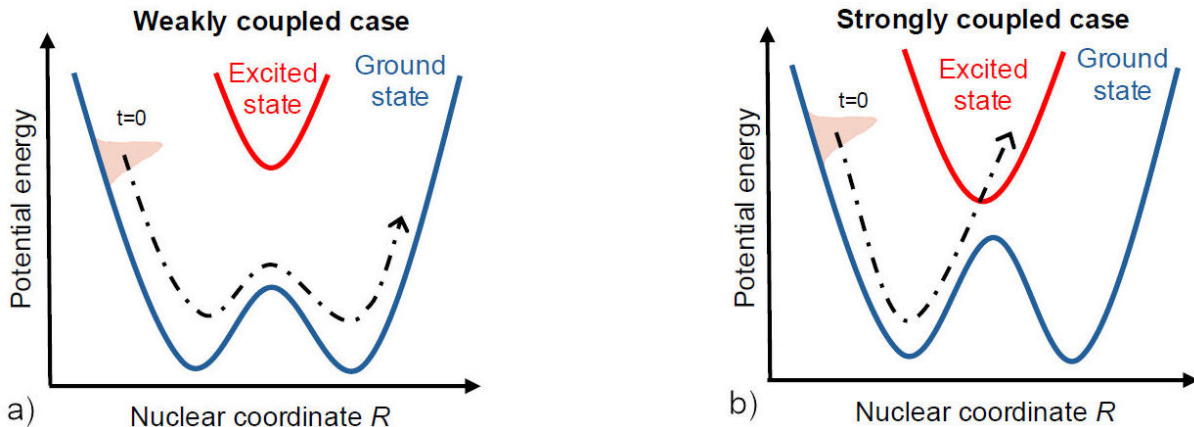 Weakly coupled case
Excited
state
Ground
state
t=0
Potential energy
Nuclear coordinate R
a)
Strongly coupled case
Excited
state
Ground
state
t=0
Potential energy
Nuclear coordinate R
b)